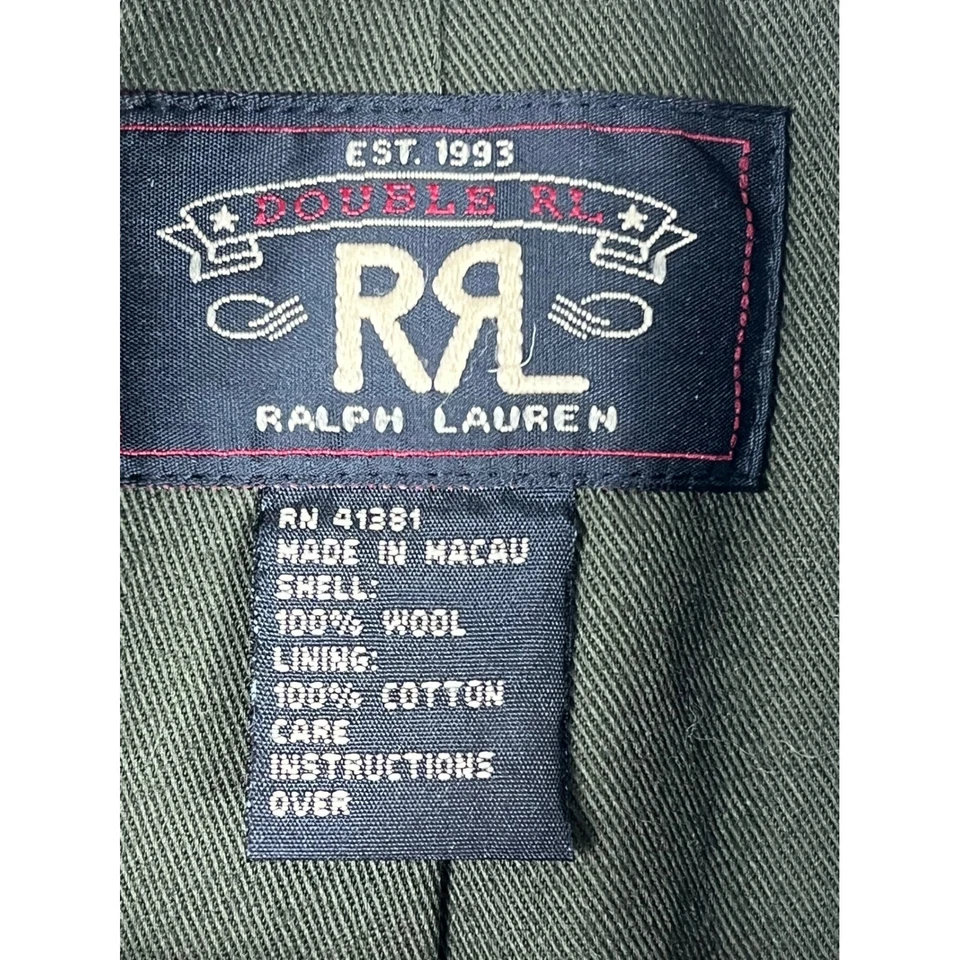 EST. 1993
DOUBLE RL
RRL
RALPH LAUREN
RN 41381
MADE IN MACAU
SHELL:
100% WOOL
LINING:
100% COTTON
CARE
INSTRUCTIONS
OVER